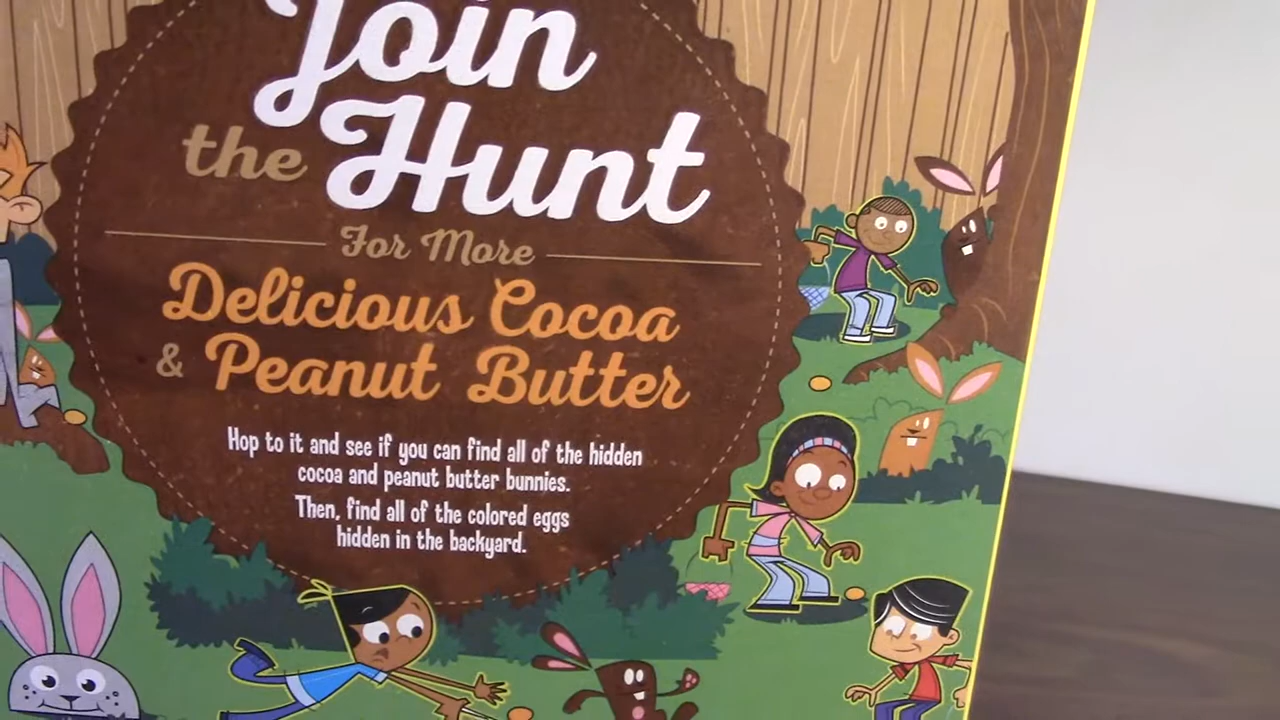 Join
the Hunt
For More
Delicious Cocoa
& Peanut Butter
Hop to it and see if you can find all of the hidden
cocoa and peanut butter bunnies.
Then, find all of the colored eggs
hidden in the backyard.